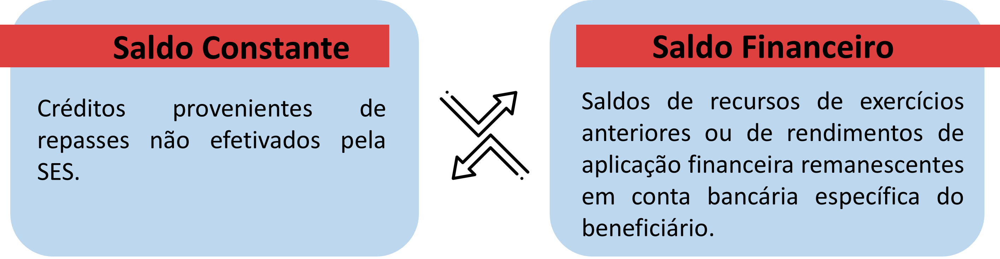 Saldo Constante
Créditos provenientes de
repasses não efetivados pela
SES.
Saldo Financeiro
Saldos de recursos de exercícios
anteriores ou de rendimentos de
aplicação financeira remanescentes
em conta bancária específica do
beneficiário.